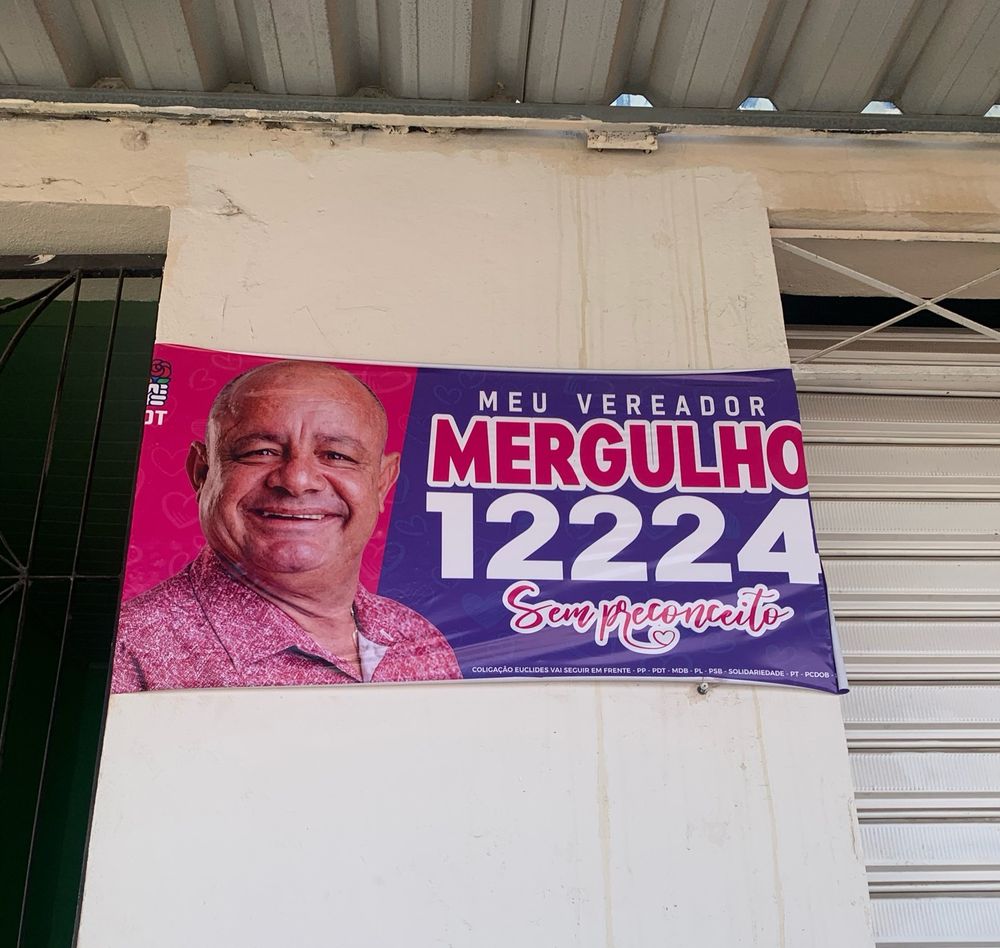 DT
MEU VEREADOR
MERGULHO
12224
Sem preconceito
COLIGAÇÃO EUCLIDES VAI SEGUIR EM FRENTE - PP - PDT - MDB - PL - PSB - SOLIDARIEDADE - PT - PCDOB -